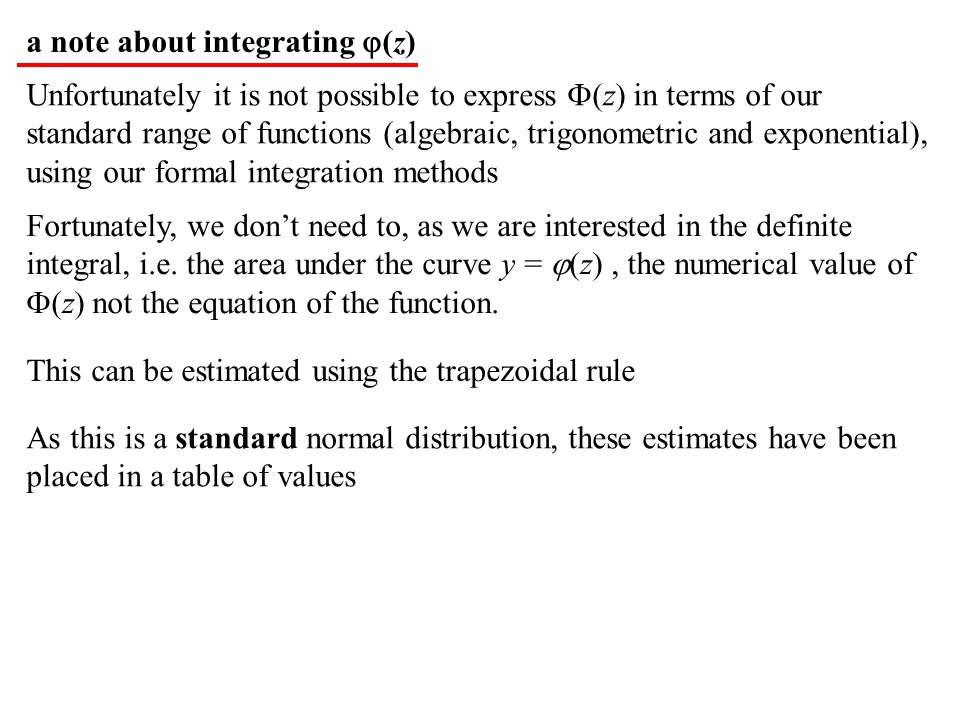 a note about integrating φ(z)
Unfortunately it is not possible to express Φ(z) in terms of our
standard range of functions (algebraic, trigonometric and exponential),
using our formal integration methods
Fortunately, we don’t need to, as we are interested in the definite
integral, i.e. the area under the curve y = φ(z) , the numerical value of
Φ(z) not the equation of the function.
This can be estimated using the trapezoidal rule
As this is a standard normal distribution, these estimates have been
placed in a table of values